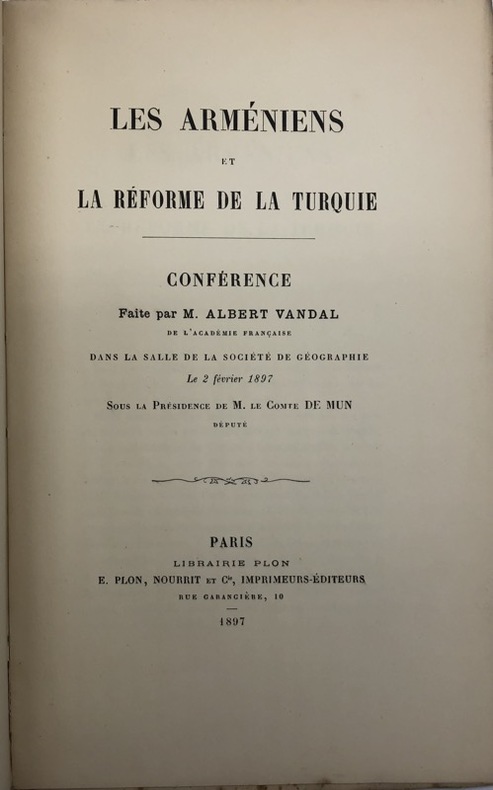 LES ARMÉNIENS
ET
LA RÉFORME DE LA TURQUIE
CONFÉRENCE
Faite par M. ALBERT VANDAL
DE L'ACADÉMIE FRANÇAISE
DANS LA SALLE DE LA SOCIÉTÉ DE GÉOGRAPHIE
Le 2 février 1897
SOUS LA PRÉSIDENCE DE M. LE COMTE DE MUN
DÉPUTÉ
PARIS
LIBRAIRIE PLON
E. PLON, NOURRIT ET Cie, IMPRIMEURS-ÉDITEURS
RUE GARANCIÈRE, 10
1897